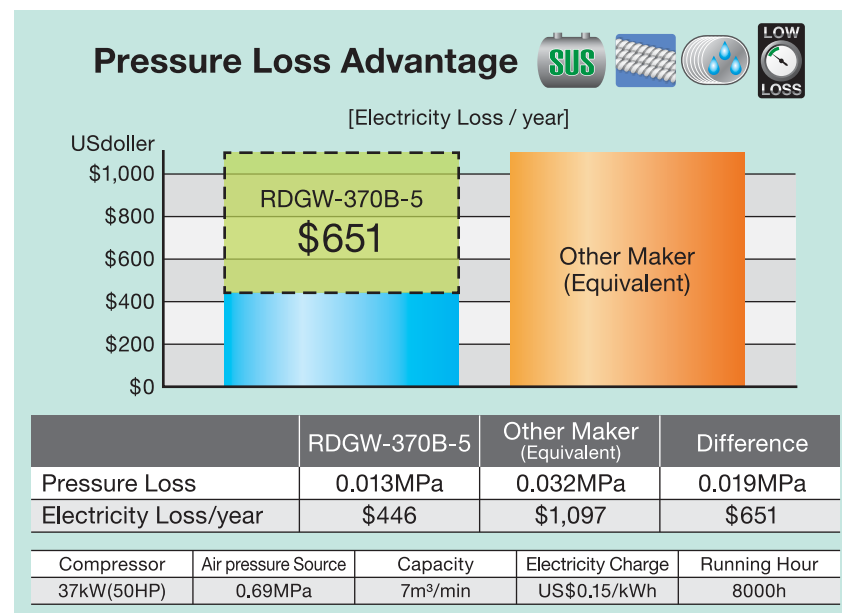 Pressure Loss Advantage
SUS
LOW
LOSS
[Electricity Loss / year]
USdoller
$1,000
$800
$600
$400
$200
$0
RDGW-370B-5
$651
Other Maker
(Equivalent)
RDGW-370B-5 Other Maker (Equivalent) Difference
Pressure Loss 0.013MPa 0.032MPa 0.019MPa
Electricity Loss/year $446 $1,097 $651
Compressor Air pressure Source Capacity Electricity Charge Running Hour
37kW(50HP) 0.69MPa 7m³/min US$0.15/kWh 8000h